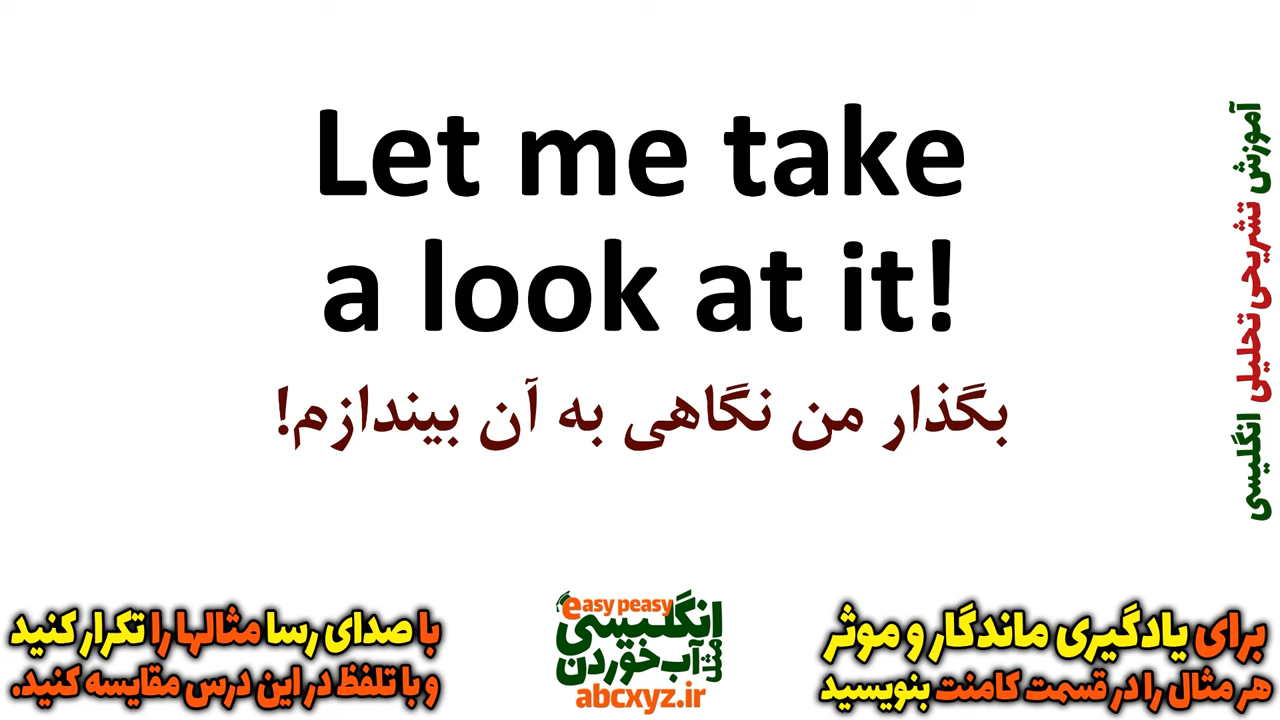 Let me take
a look at it!
بگذار من نگاهی به آن بیندازم!
آموزش تشریحی تحلیلی انگلیسی
برای یادگیری ماندگار و موثر
هر مثال را در قسمت کامنت بنویسید
easy peasy
انگلیسی
مثل
آب خوردن
abcxyz.ir
با صدای رسا مثالها را تکرار کنید
و با تلفظ در این درس مقایسه کنید.